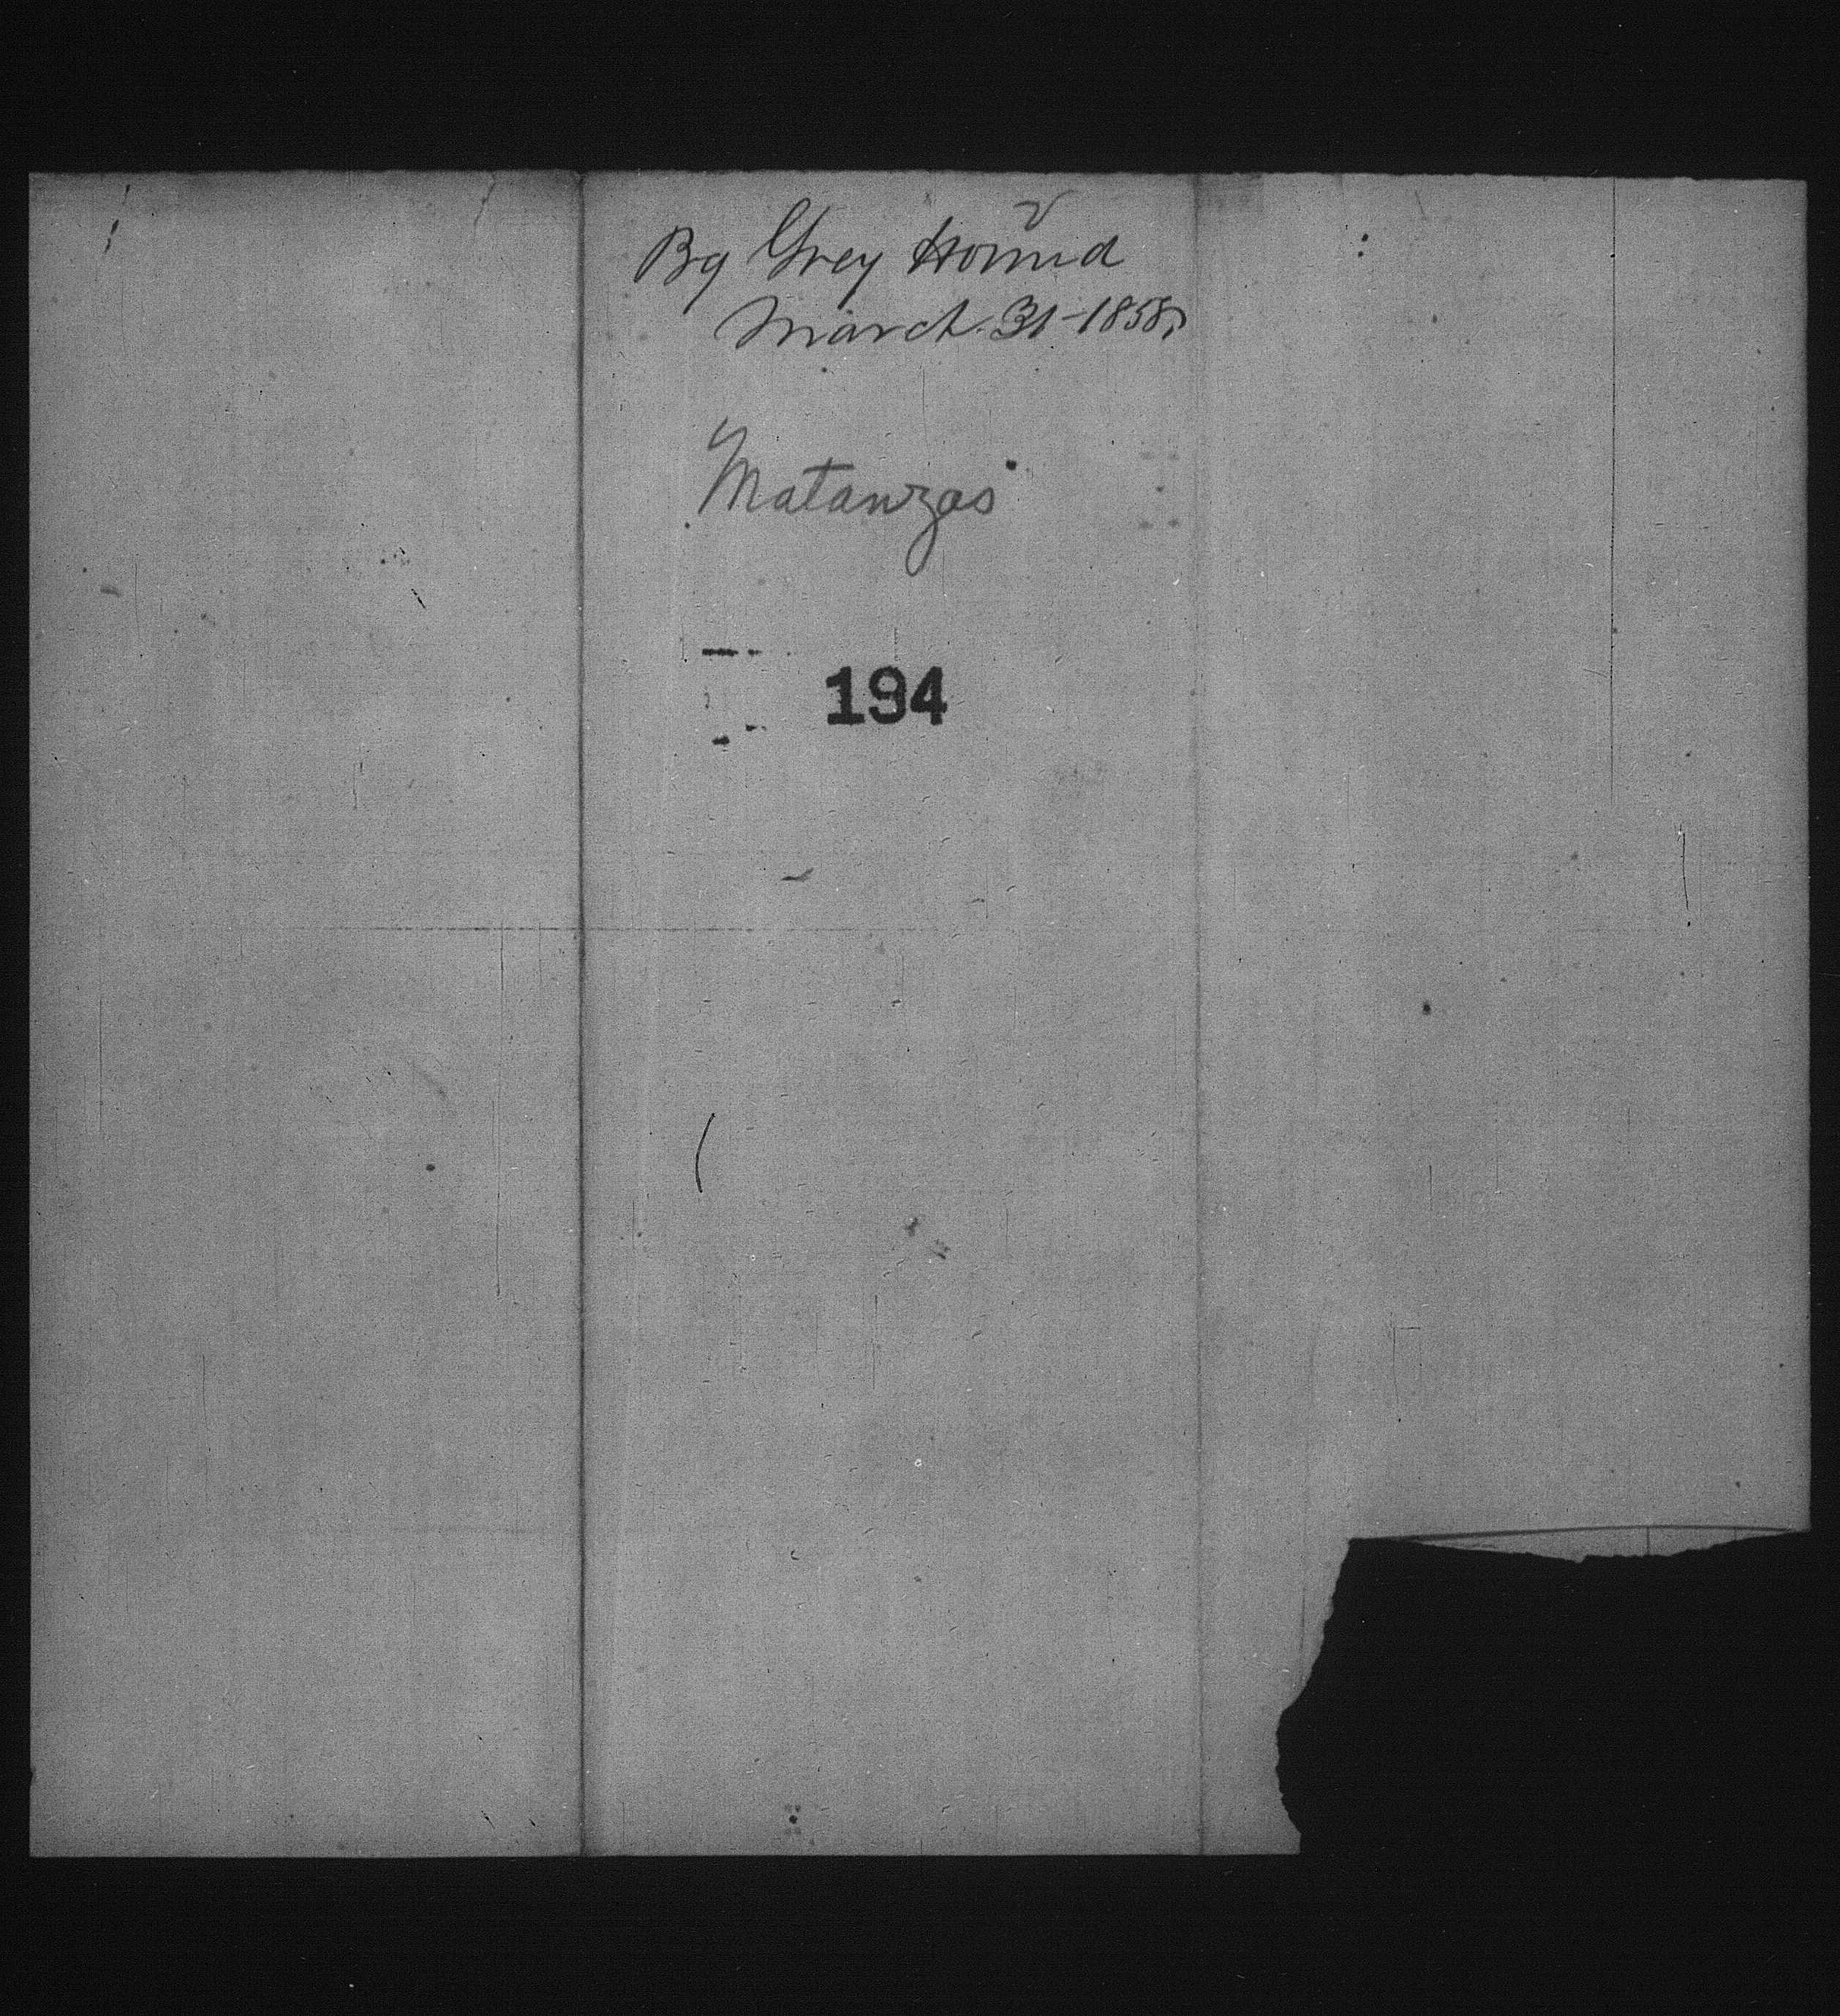 Bg Grey Hound
March 31-1858
Matanzas
194